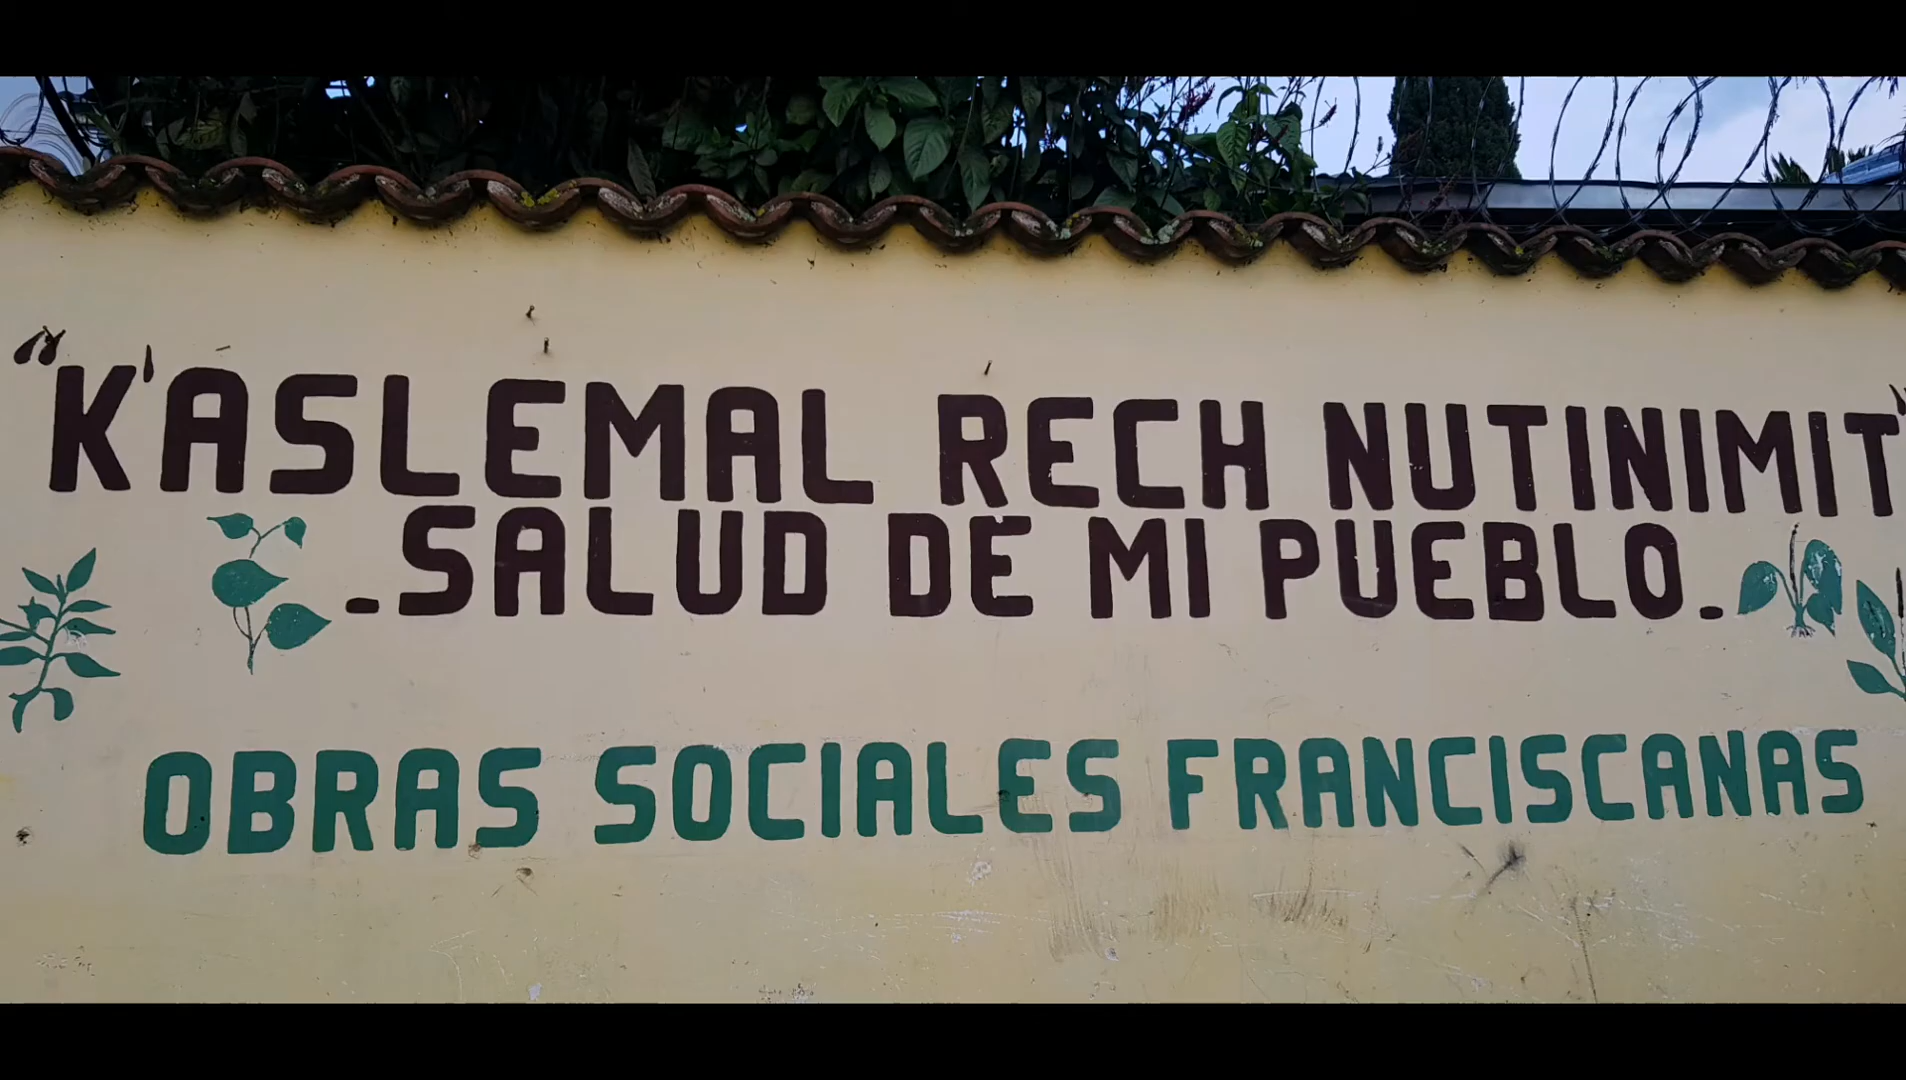 "K'ASLEMAL RECH NUTINIMIT"
-SALUD DE MI PUEBLO.
OBRAS SOCIALES FRANCISCANAS